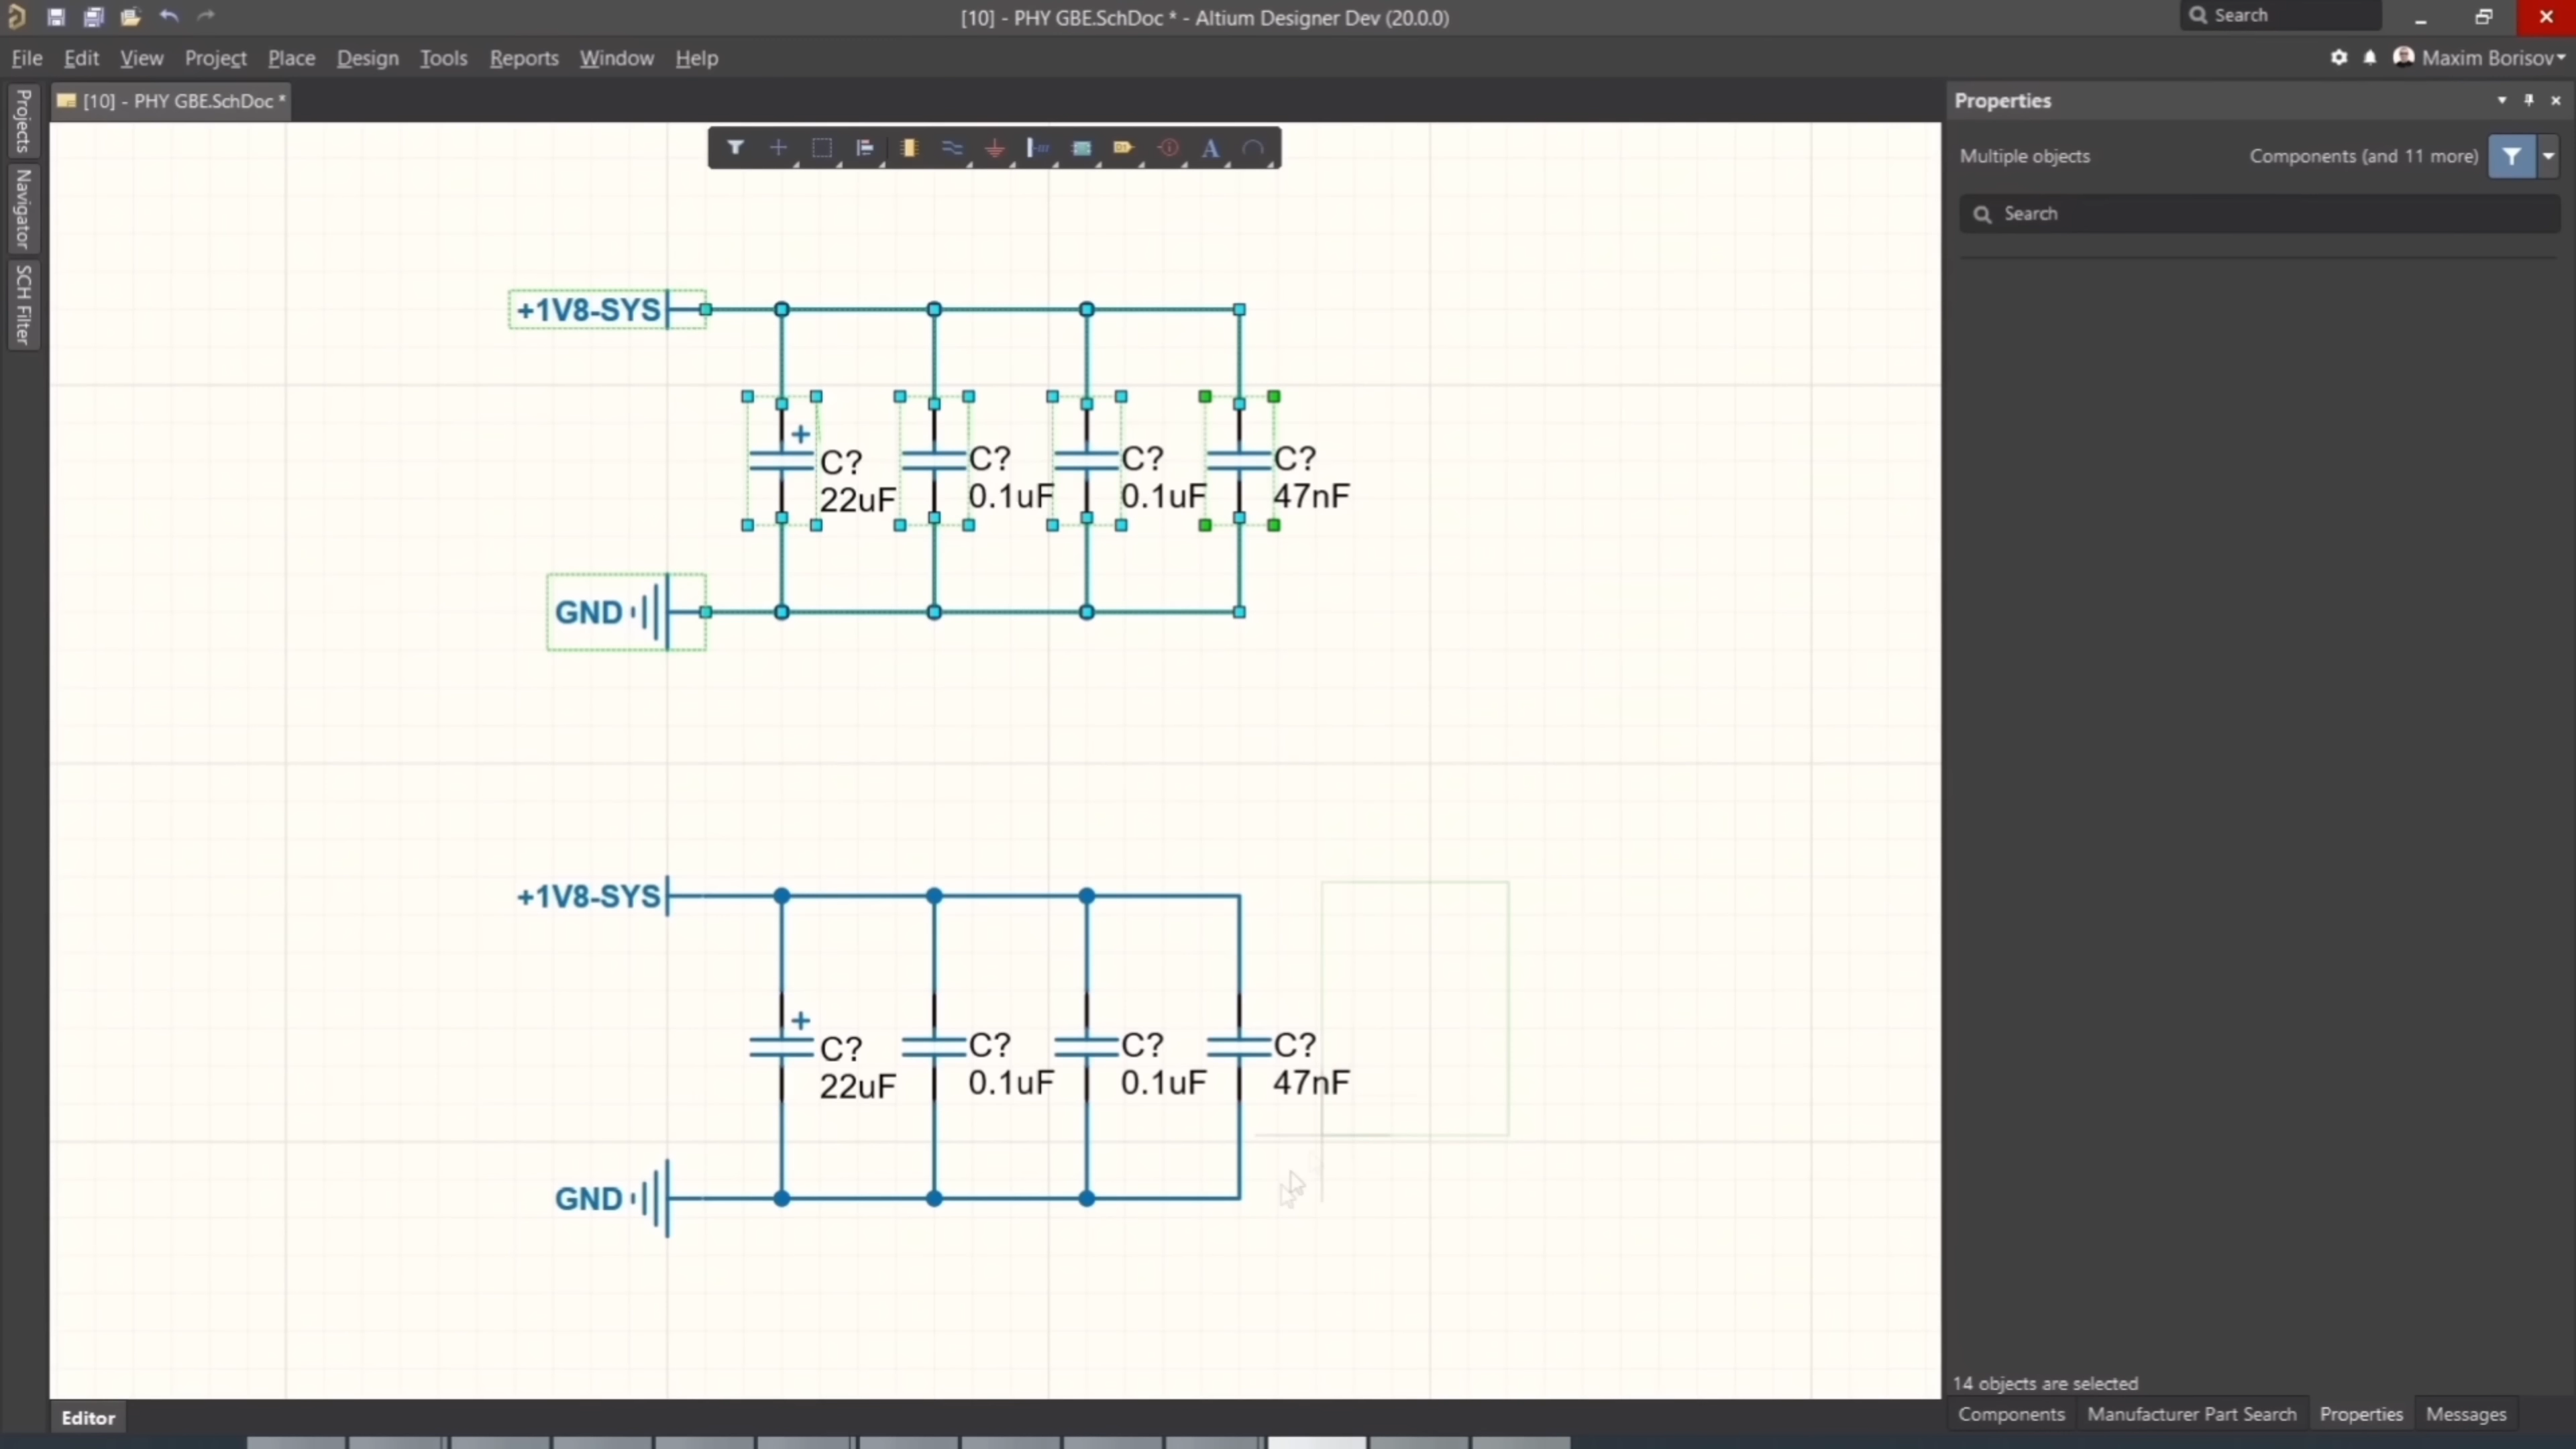 [10] - PHY GBE.SchDoc * - Altium Designer Dev (20.0.0)
Search
File Edit View Project Place Design Tools Reports Window Help
Maxim Borisov
Projects
Navigator
SCH Filter
[10] - PHY GBE.SchDoc *
Properties
Multiple objects
Components (and 11 more)
Search
+1V8-SYS
C?
22uF
C?
0.1uF
C?
0.1uF
C?
47nF
GND
+1V8-SYS
C?
22uF
C?
0.1uF
C?
0.1uF
C?
47nF
GND
14 objects are selected
Editor
Components
Manufacturer Part Search
Properties
Messages